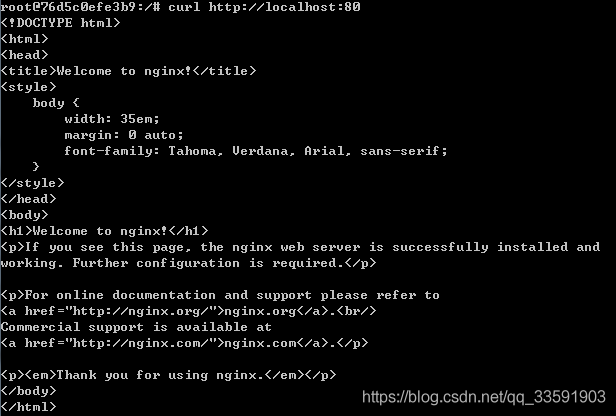 root@76d5c0efe3b9:/# curl http://localhost:80
<!DOCTYPE html>
<html>
<head>
<title>Welcome to nginx!</title>
<style>
    body {
        width: 35em;
        margin: 0 auto;
        font-family: Tahoma, Verdana, Arial, sans-serif;
    }
</style>
</head>
<body>
<h1>Welcome to nginx!</h1>
<p>If you see this page, the nginx web server is successfully installed and
working. Further configuration is required.</p>

<p>For online documentation and support please refer to
<a href="http://nginx.org/">nginx.org</a>.<br/>
Commercial support is available at
<a href="http://nginx.com/">nginx.com</a>.</p>

<p><em>Thank you for using nginx.</em></p>
</body>
</html>
https://blog.csdn.net/qq_33591903